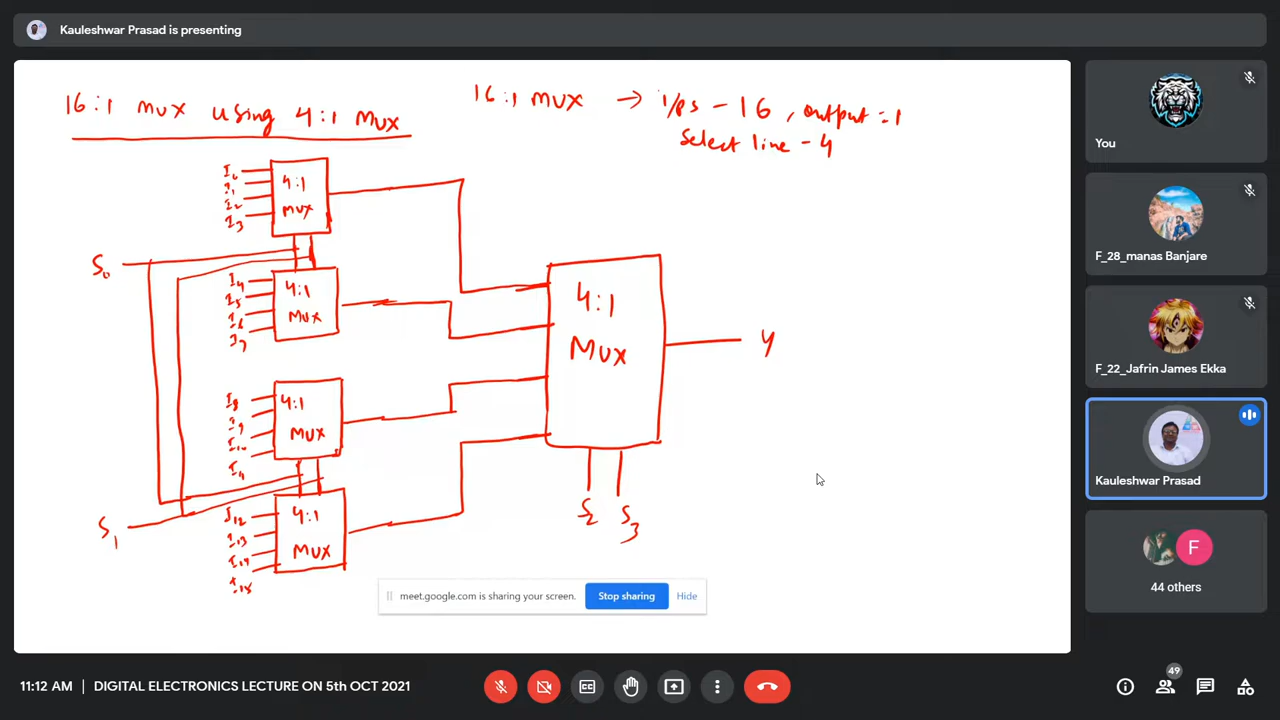 Kauleshwar Prasad is presenting
16:1 MUX using 4:1 MUX
16:1 MUX → i/ps - 16, output = 1
Select line - 4
I0
I1
I2
I3
4:1
MUX
S0
I4
I5
I6
I7
4:1
MUX
4:1
MUX
Y
I8
I9
I10
4:1
MUX
S1
I12
I13
I14
I15
4:1
MUX
S2
S3
meet.google.com is sharing your screen.
Stop sharing
Hide
You
F_28_manas Banjare
F_22_Jafrin James Ekka
Kauleshwar Prasad
F
44 others
11:12 AM | DIGITAL ELECTRONICS LECTURE ON 5th OCT 2021
49